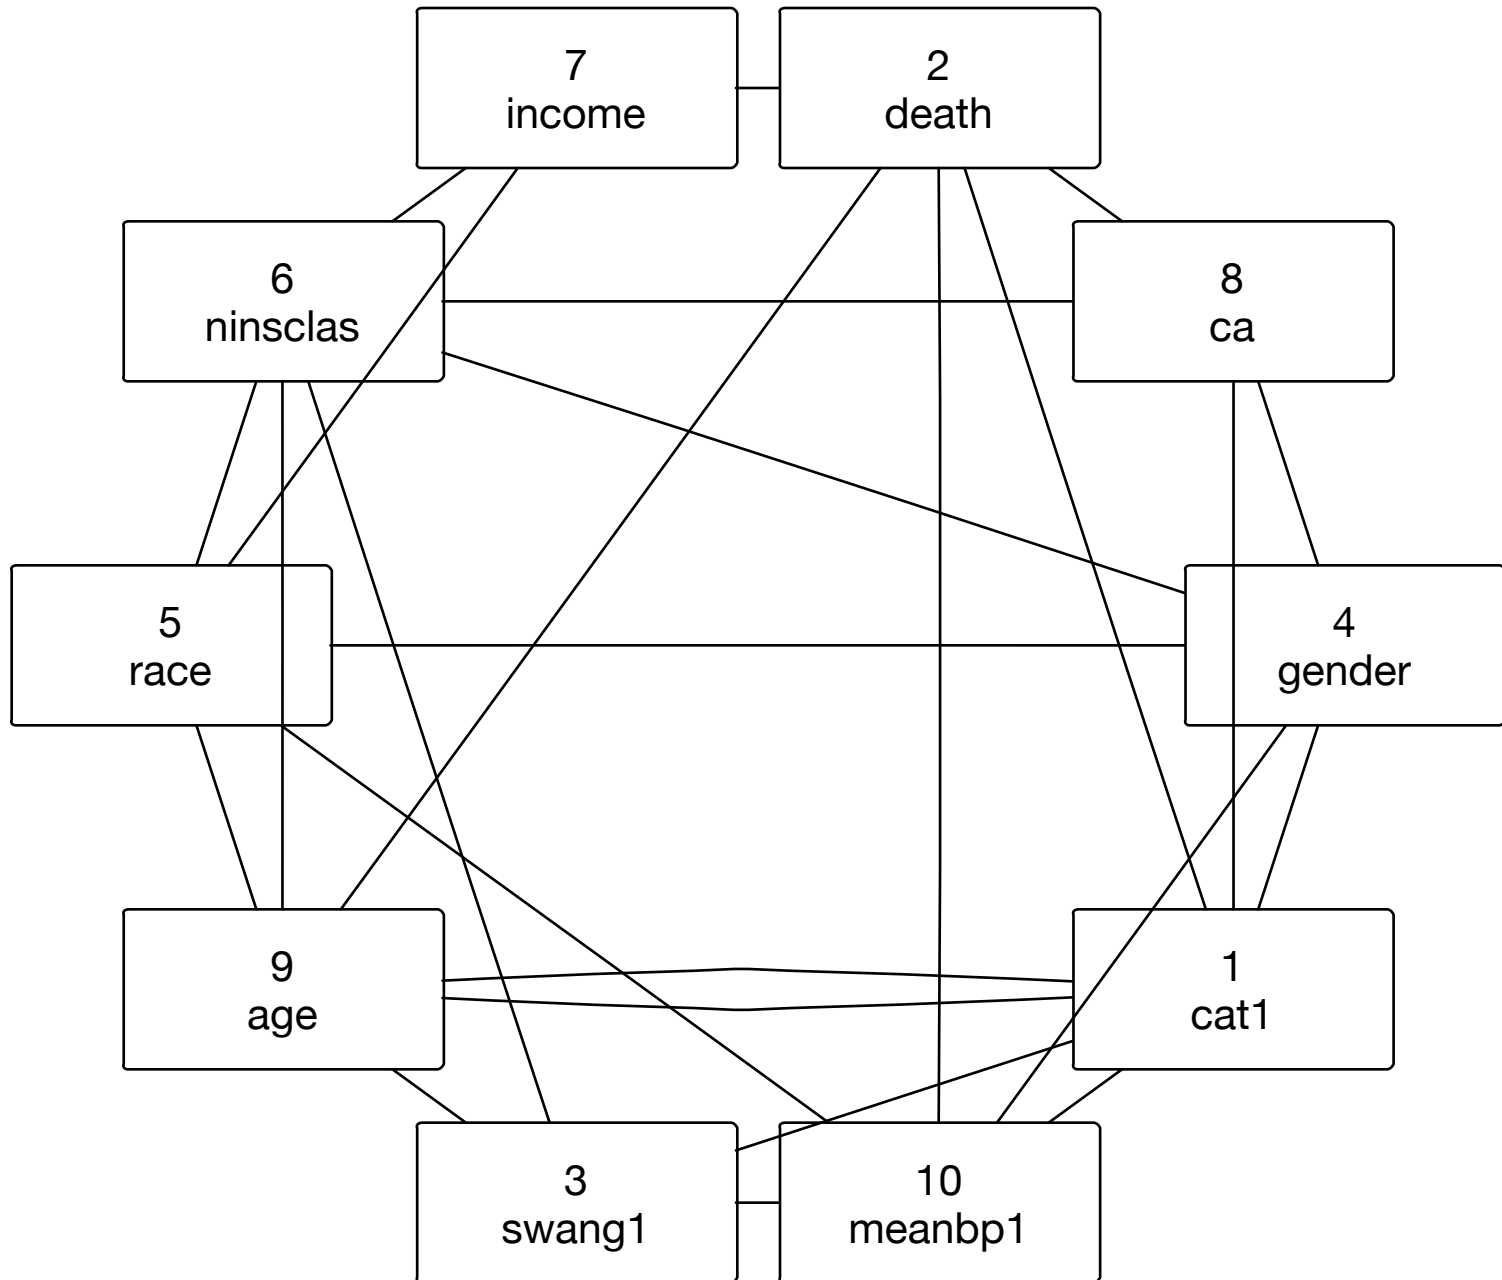 7
income
2
death
6
ninsclas
8
ca
5
race
4
gender
9
age
1
cat1
3
swang1
10
meanbp1